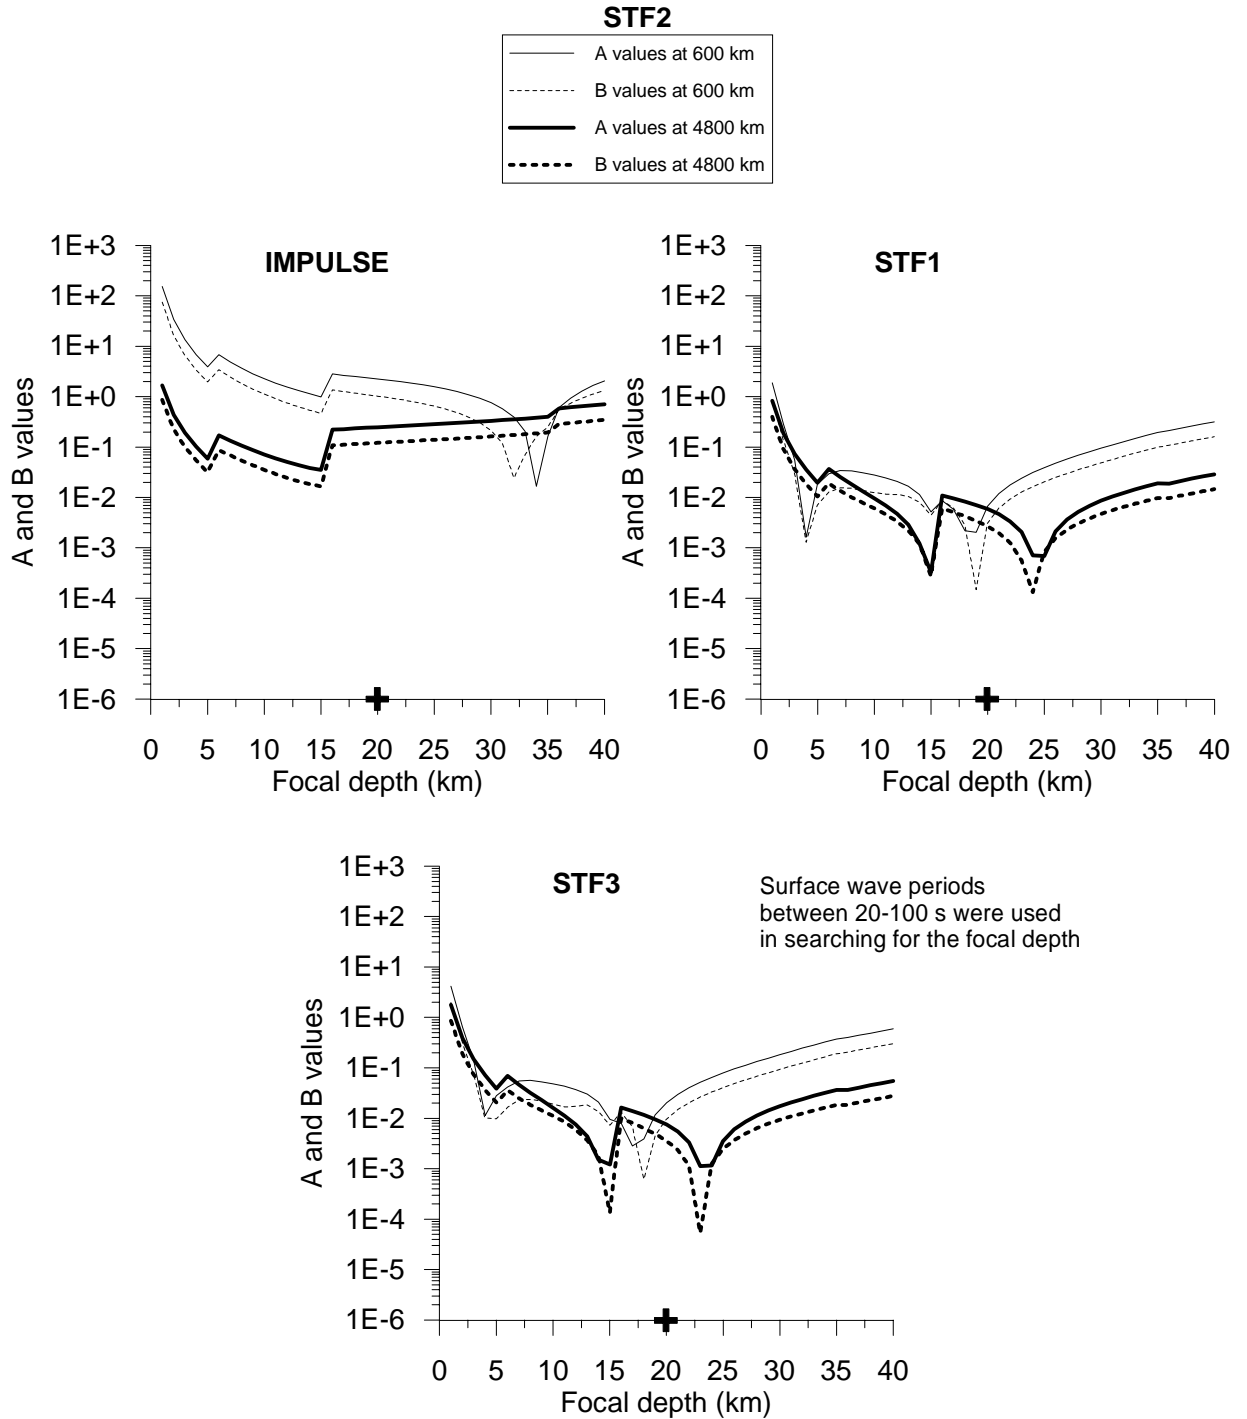 STF2
A values at 600 km
B values at 600 km
A values at 4800 km
B values at 4800 km
IMPULSE
1E+3
1E+2
1E+1
1E+0
1E-1
1E-2
1E-3
1E-4
1E-5
1E-6
A and B values
0 5 10 15 20 25 30 35 40
Focal depth (km)
STF1
1E+3
1E+2
1E+1
1E+0
1E-1
1E-2
1E-3
1E-4
1E-5
1E-6
A and B values
0 5 10 15 20 25 30 35 40
Focal depth (km)
STF3
1E+3
1E+2
1E+1
1E+0
1E-1
1E-2
1E-3
1E-4
1E-5
1E-6
A and B values
0 5 10 15 20 25 30 35 40
Focal depth (km)
Surface wave periods
between 20-100 s were used
in searching for the focal depth